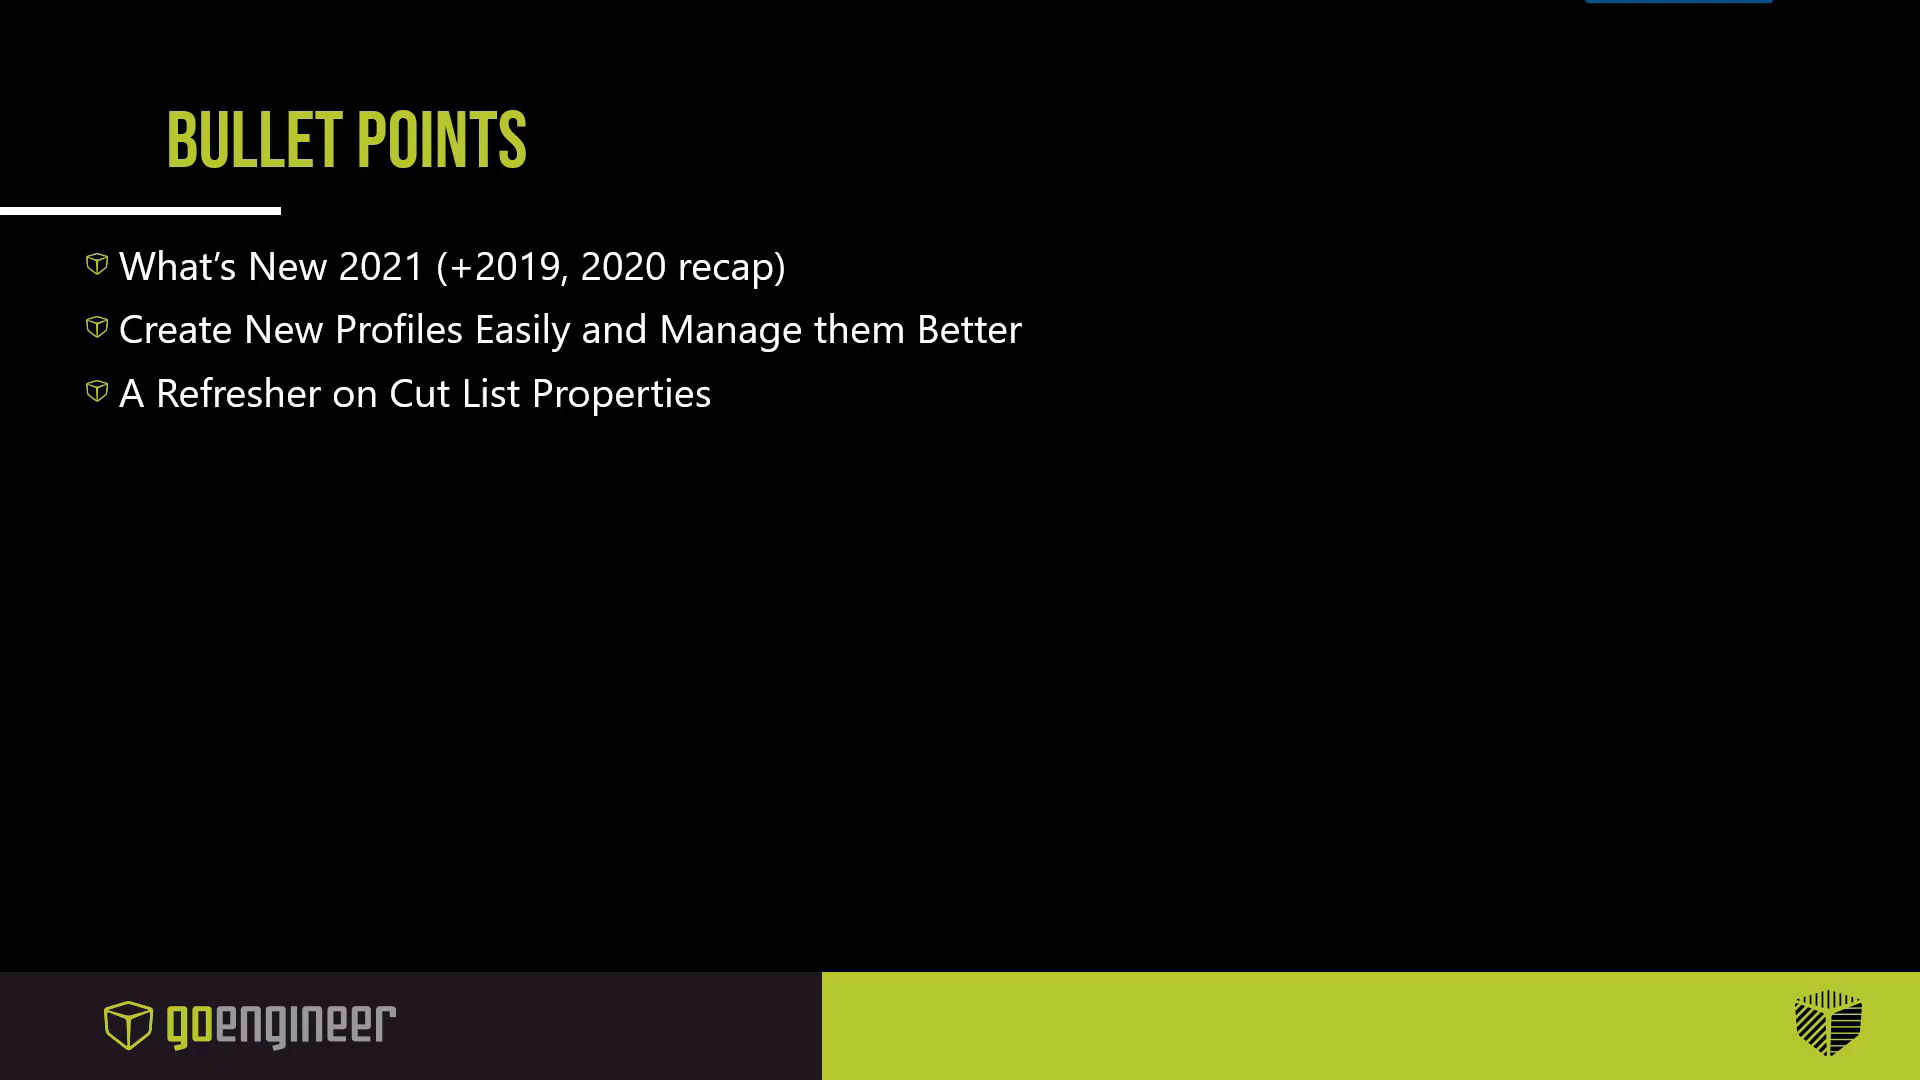 BULLET POINTS
What's New 2021 (+2019, 2020 recap)
Create New Profiles Easily and Manage them Better
A Refresher on Cut List Properties
goengineer